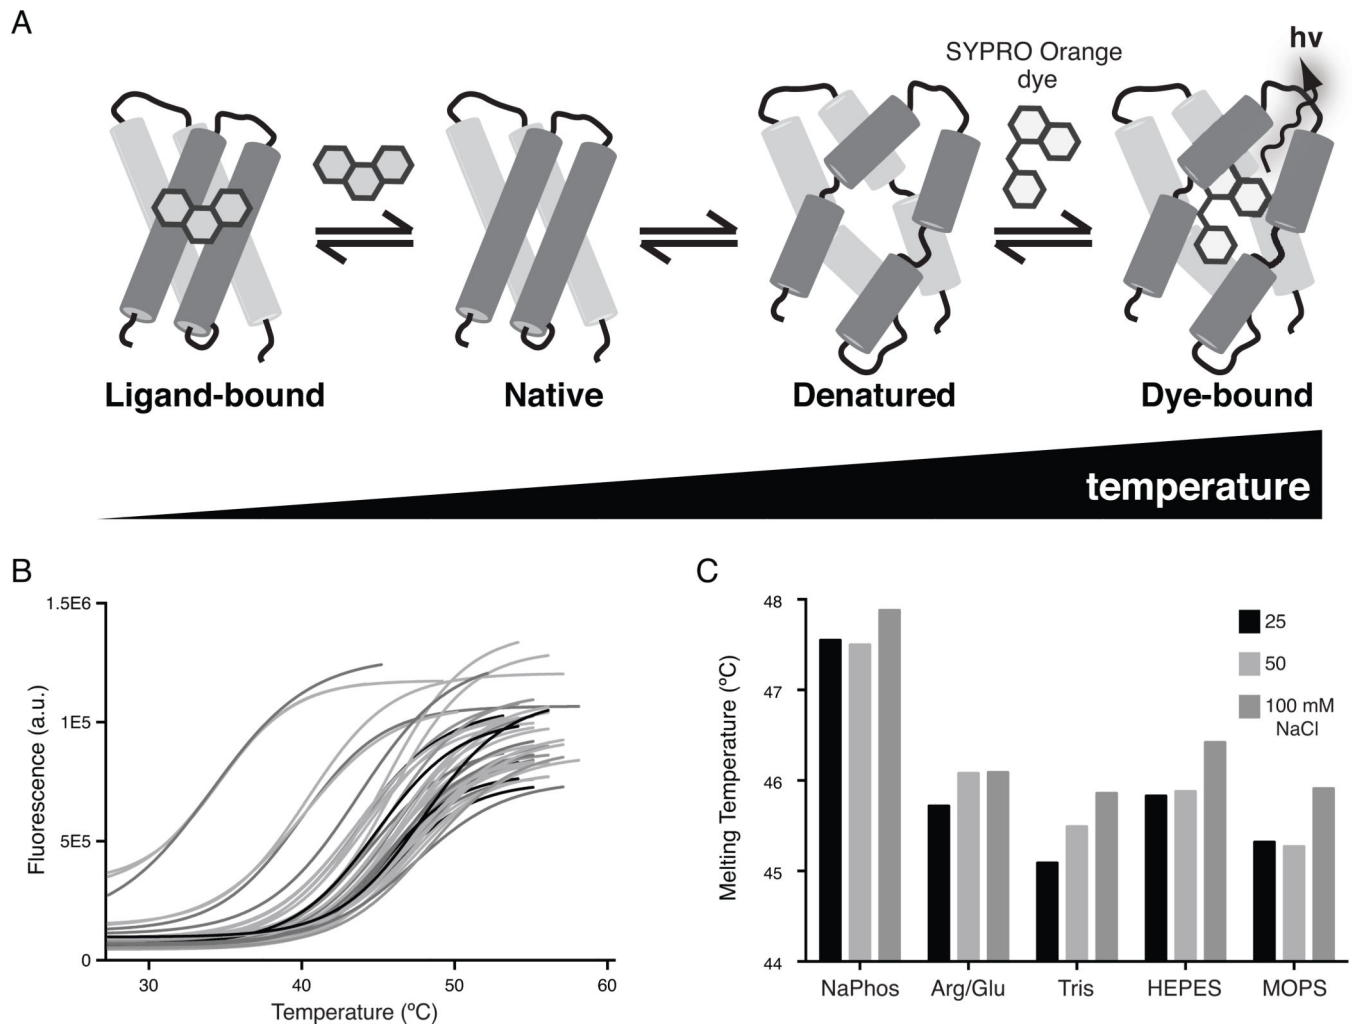 A
SYPRO Orange
dye
hv
Ligand-bound
Native
Denatured
Dye-bound
temperature
B
1.5E6
1E5
5E5
0
30
40
50
60
Fluorescence (a.u.)
Temperature (ºC)
C
48
47
46
45
44
Melting Temperature (ºC)
25
50
100 mM
NaCl
NaPhos
Arg/Glu
Tris
HEPES
MOPS